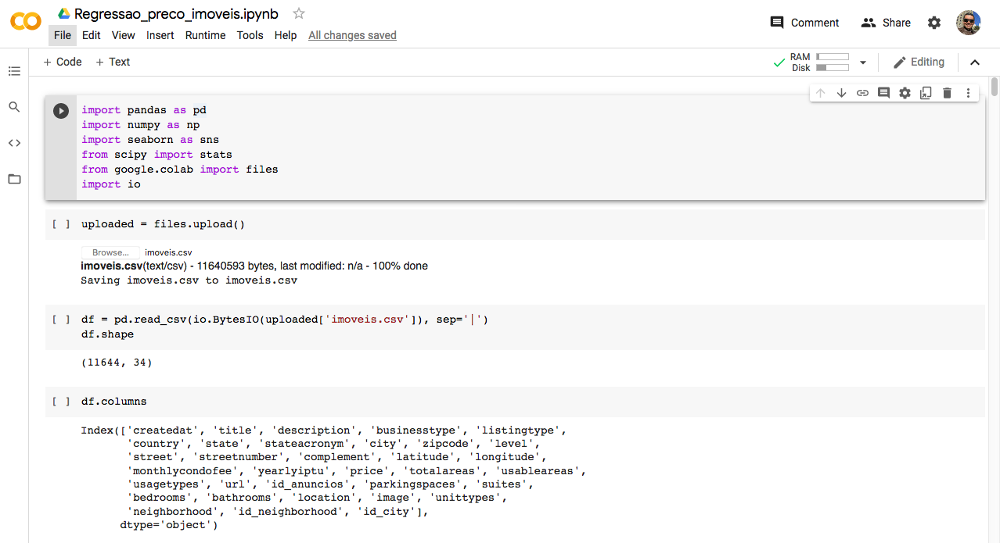 Regressao_preco_imoveis.ipynb
Comment
Share
File Edit View Insert Runtime Tools Help All changes saved
+ Code + Text
RAM
Disk
Editing
import pandas as pd
import numpy as np
import seaborn as sns
from scipy import stats
from google.colab import files
import io
[ ] uploaded = files.upload()
Browse... imoveis.csv
imoveis.csv(text/csv) - 11640593 bytes, last modified: n/a - 100% done
Saving imoveis.csv to imoveis.csv
[ ] df = pd.read_csv(io.BytesIO(uploaded['imoveis.csv']), sep='|')
df.shape
(11644, 34)
[ ] df.columns
Index(['createdat', 'title', 'description', 'businesstype', 'listingtype',
'country', 'state', 'stateacronym', 'city', 'zipcode', 'level',
'street', 'streetnumber', 'complement', 'latitude', 'longitude',
'monthlycondofee', 'yearlyiptu', 'price', 'totalareas', 'usableareas',
'usagetypes', 'url', 'id_anuncios', 'parkingspaces', 'suites',
'bedrooms', 'bathrooms', 'location', 'image', 'unittypes',
'neighborhood', 'id_neighborhood', 'id_city'],
dtype='object')